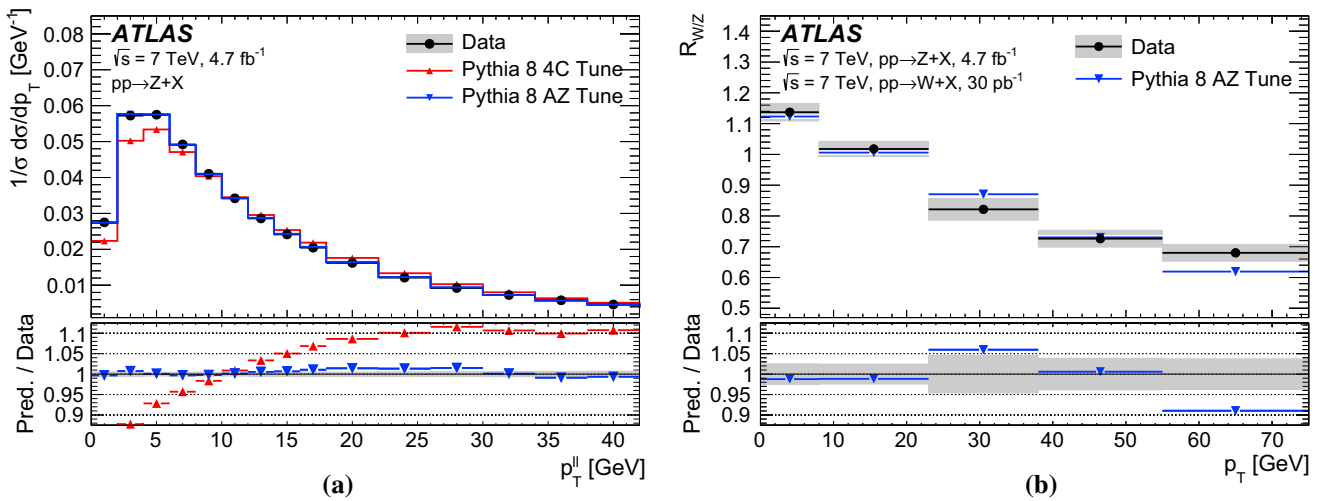 1/σ dσ/dp_T [GeV⁻¹]
ATLAS
√s = 7 TeV, 4.7 fb⁻¹
pp→Z+X
Data
Pythia 8 4C Tune
Pythia 8 AZ Tune
0.08
0.07
0.06
0.05
0.04
0.03
0.02
0.01
Pred. / Data
1.1
1.05
1
0.95
0.9
0 5 10 15 20 25 30 35 40
p_T^ll [GeV]
(a)
R_W/Z
ATLAS
√s = 7 TeV, pp→Z+X, 4.7 fb⁻¹
√s = 7 TeV, pp→W+X, 30 pb⁻¹
Data
Pythia 8 AZ Tune
1.4
1.3
1.2
1.1
1
0.9
0.8
0.7
0.6
0.5
Pred. / Data
1.1
1.05
1
0.95
0.9
0 10 20 30 40 50 60 70
p_T [GeV]
(b)